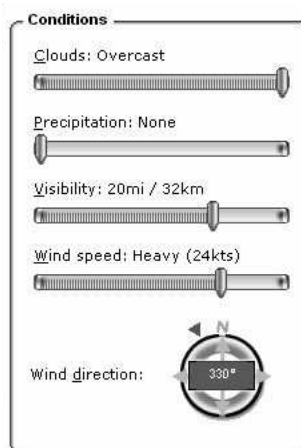 Conditions
Clouds: Overcast
Precipitation: None
Visibility: 20mi / 32km
Wind speed: Heavy (24kts)
N
Wind direction: 330°